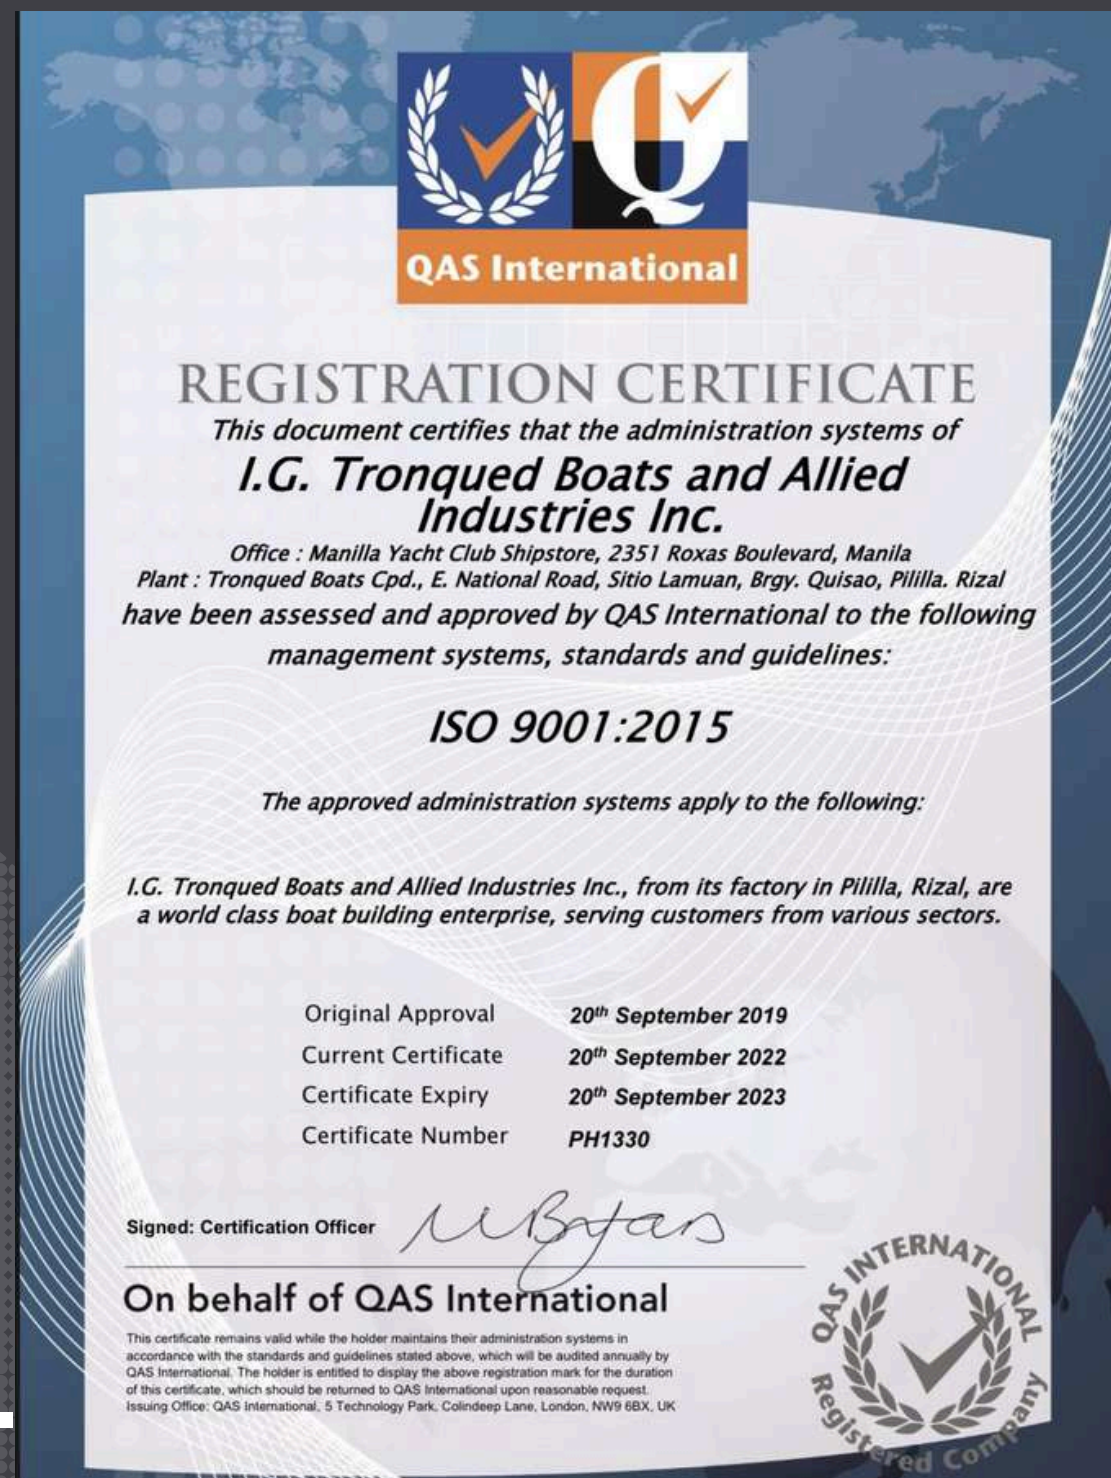 QAS International
REGISTRATION CERTIFICATE
This document certifies that the administration systems of
I.G. Tronqued Boats and Allied
Industries Inc.
Office : Manilla Yacht Club Shipstore, 2351 Roxas Boulevard, Manila
Plant : Tronqued Boats Cpd., E. National Road, Sitio Lamuan, Brgy. Quisao, Pililla. Rizal
have been assessed and approved by QAS International to the following
management systems, standards and guidelines:
ISO 9001:2015
The approved administration systems apply to the following:
I.G. Tronqued Boats and Allied Industries Inc., from its factory in Pililla, Rizal, are
a world class boat building enterprise, serving customers from various sectors.
Original Approval 20th September 2019
Current Certificate 20th September 2022
Certificate Expiry 20th September 2023
Certificate Number PH1330
Signed: Certification Officer
On behalf of QAS International
This certificate remains valid while the holder maintains their administration systems in
accordance with the standards and guidelines stated above, which will be audited annually by
QAS International. The holder is entitled to display the above registration mark for the duration
of this certificate, which should be returned to QAS International upon reasonable request.
Issuing Office: QAS International, 5 Technology Park, Colindeep Lane, London, NW9 6BX, UK
QAS INTERNATIONAL
Registered Company